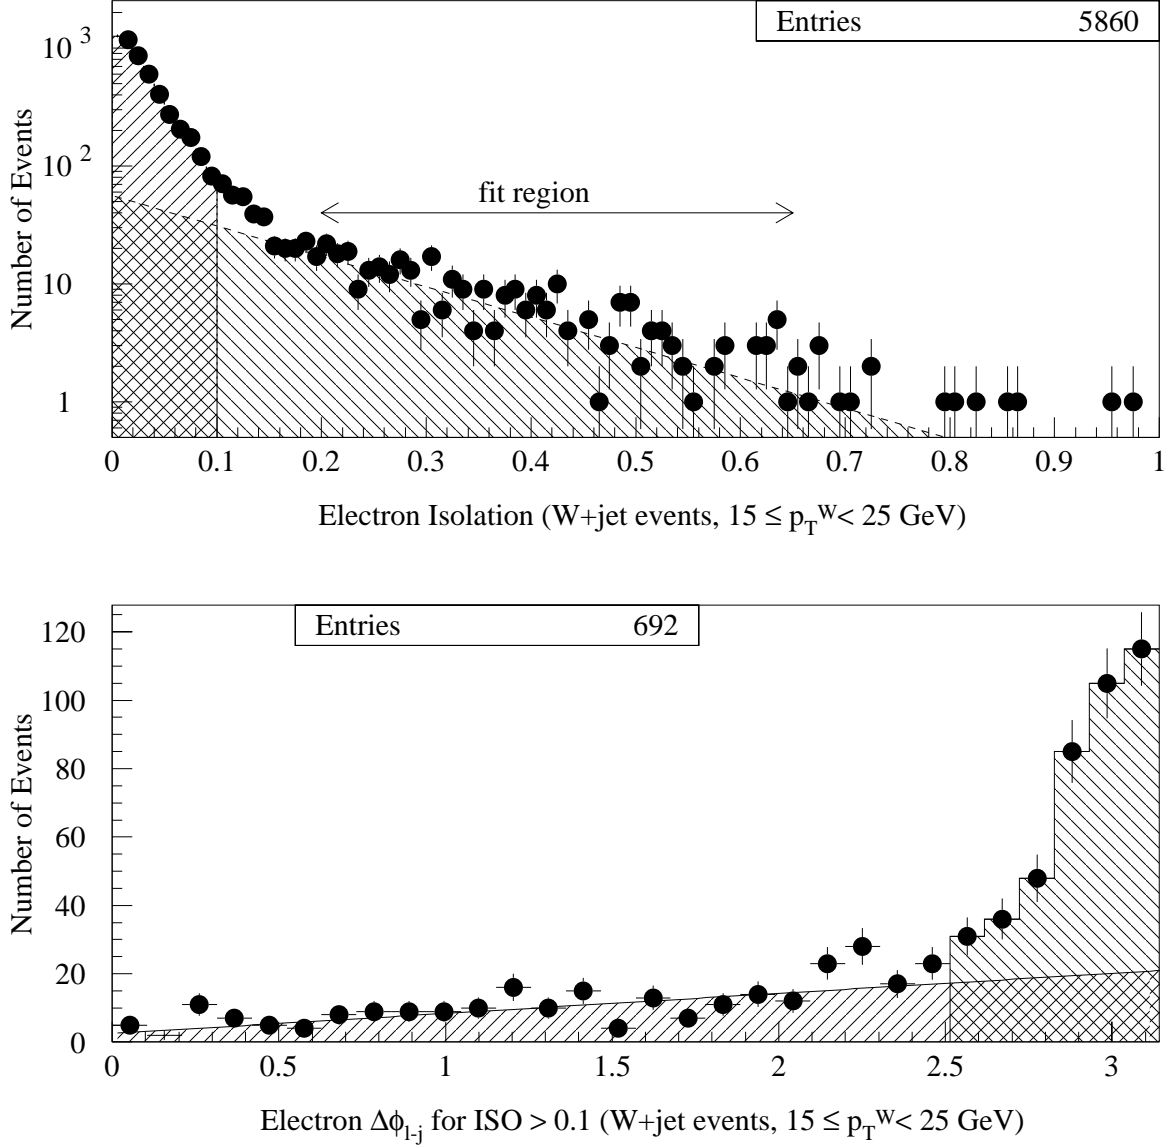 Entries 5860
Number of Events
10^3
10^2
10
1
fit region
0 0.1 0.2 0.3 0.4 0.5 0.6 0.7 0.8 0.9 1
Electron Isolation (W+jet events, 15 ≤ p_T^W < 25 GeV)
Entries 692
Number of Events
120
100
80
60
40
20
0
0 0.5 1 1.5 2 2.5 3
Electron Δϕ_l-j for ISO > 0.1 (W+jet events, 15 ≤ p_T^W < 25 GeV)